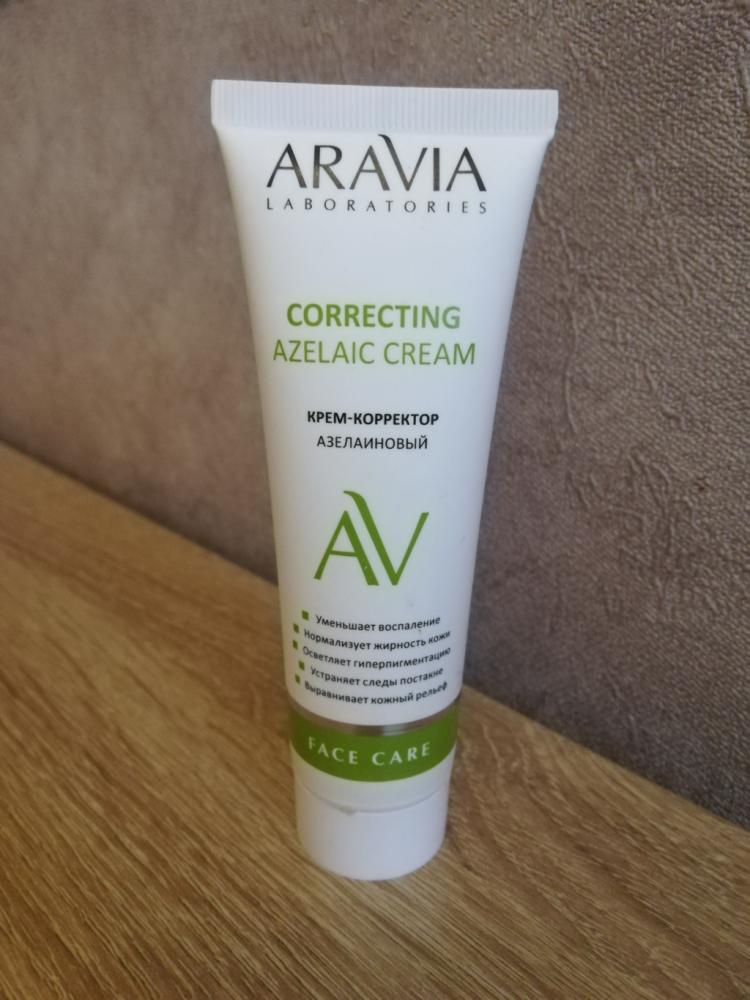 ARAVIA
LABORATORIES
CORRECTING
AZELAIC CREAM
КРЕМ-КОРРЕКТОР
АЗЕЛАИНОВЫЙ
AV
Уменьшает воспаление
Нормализует жирность кожи
Осветляет гиперпигментацию
Устраняет следы постакне
Выравнивает кожный рельеф
FACE CARE